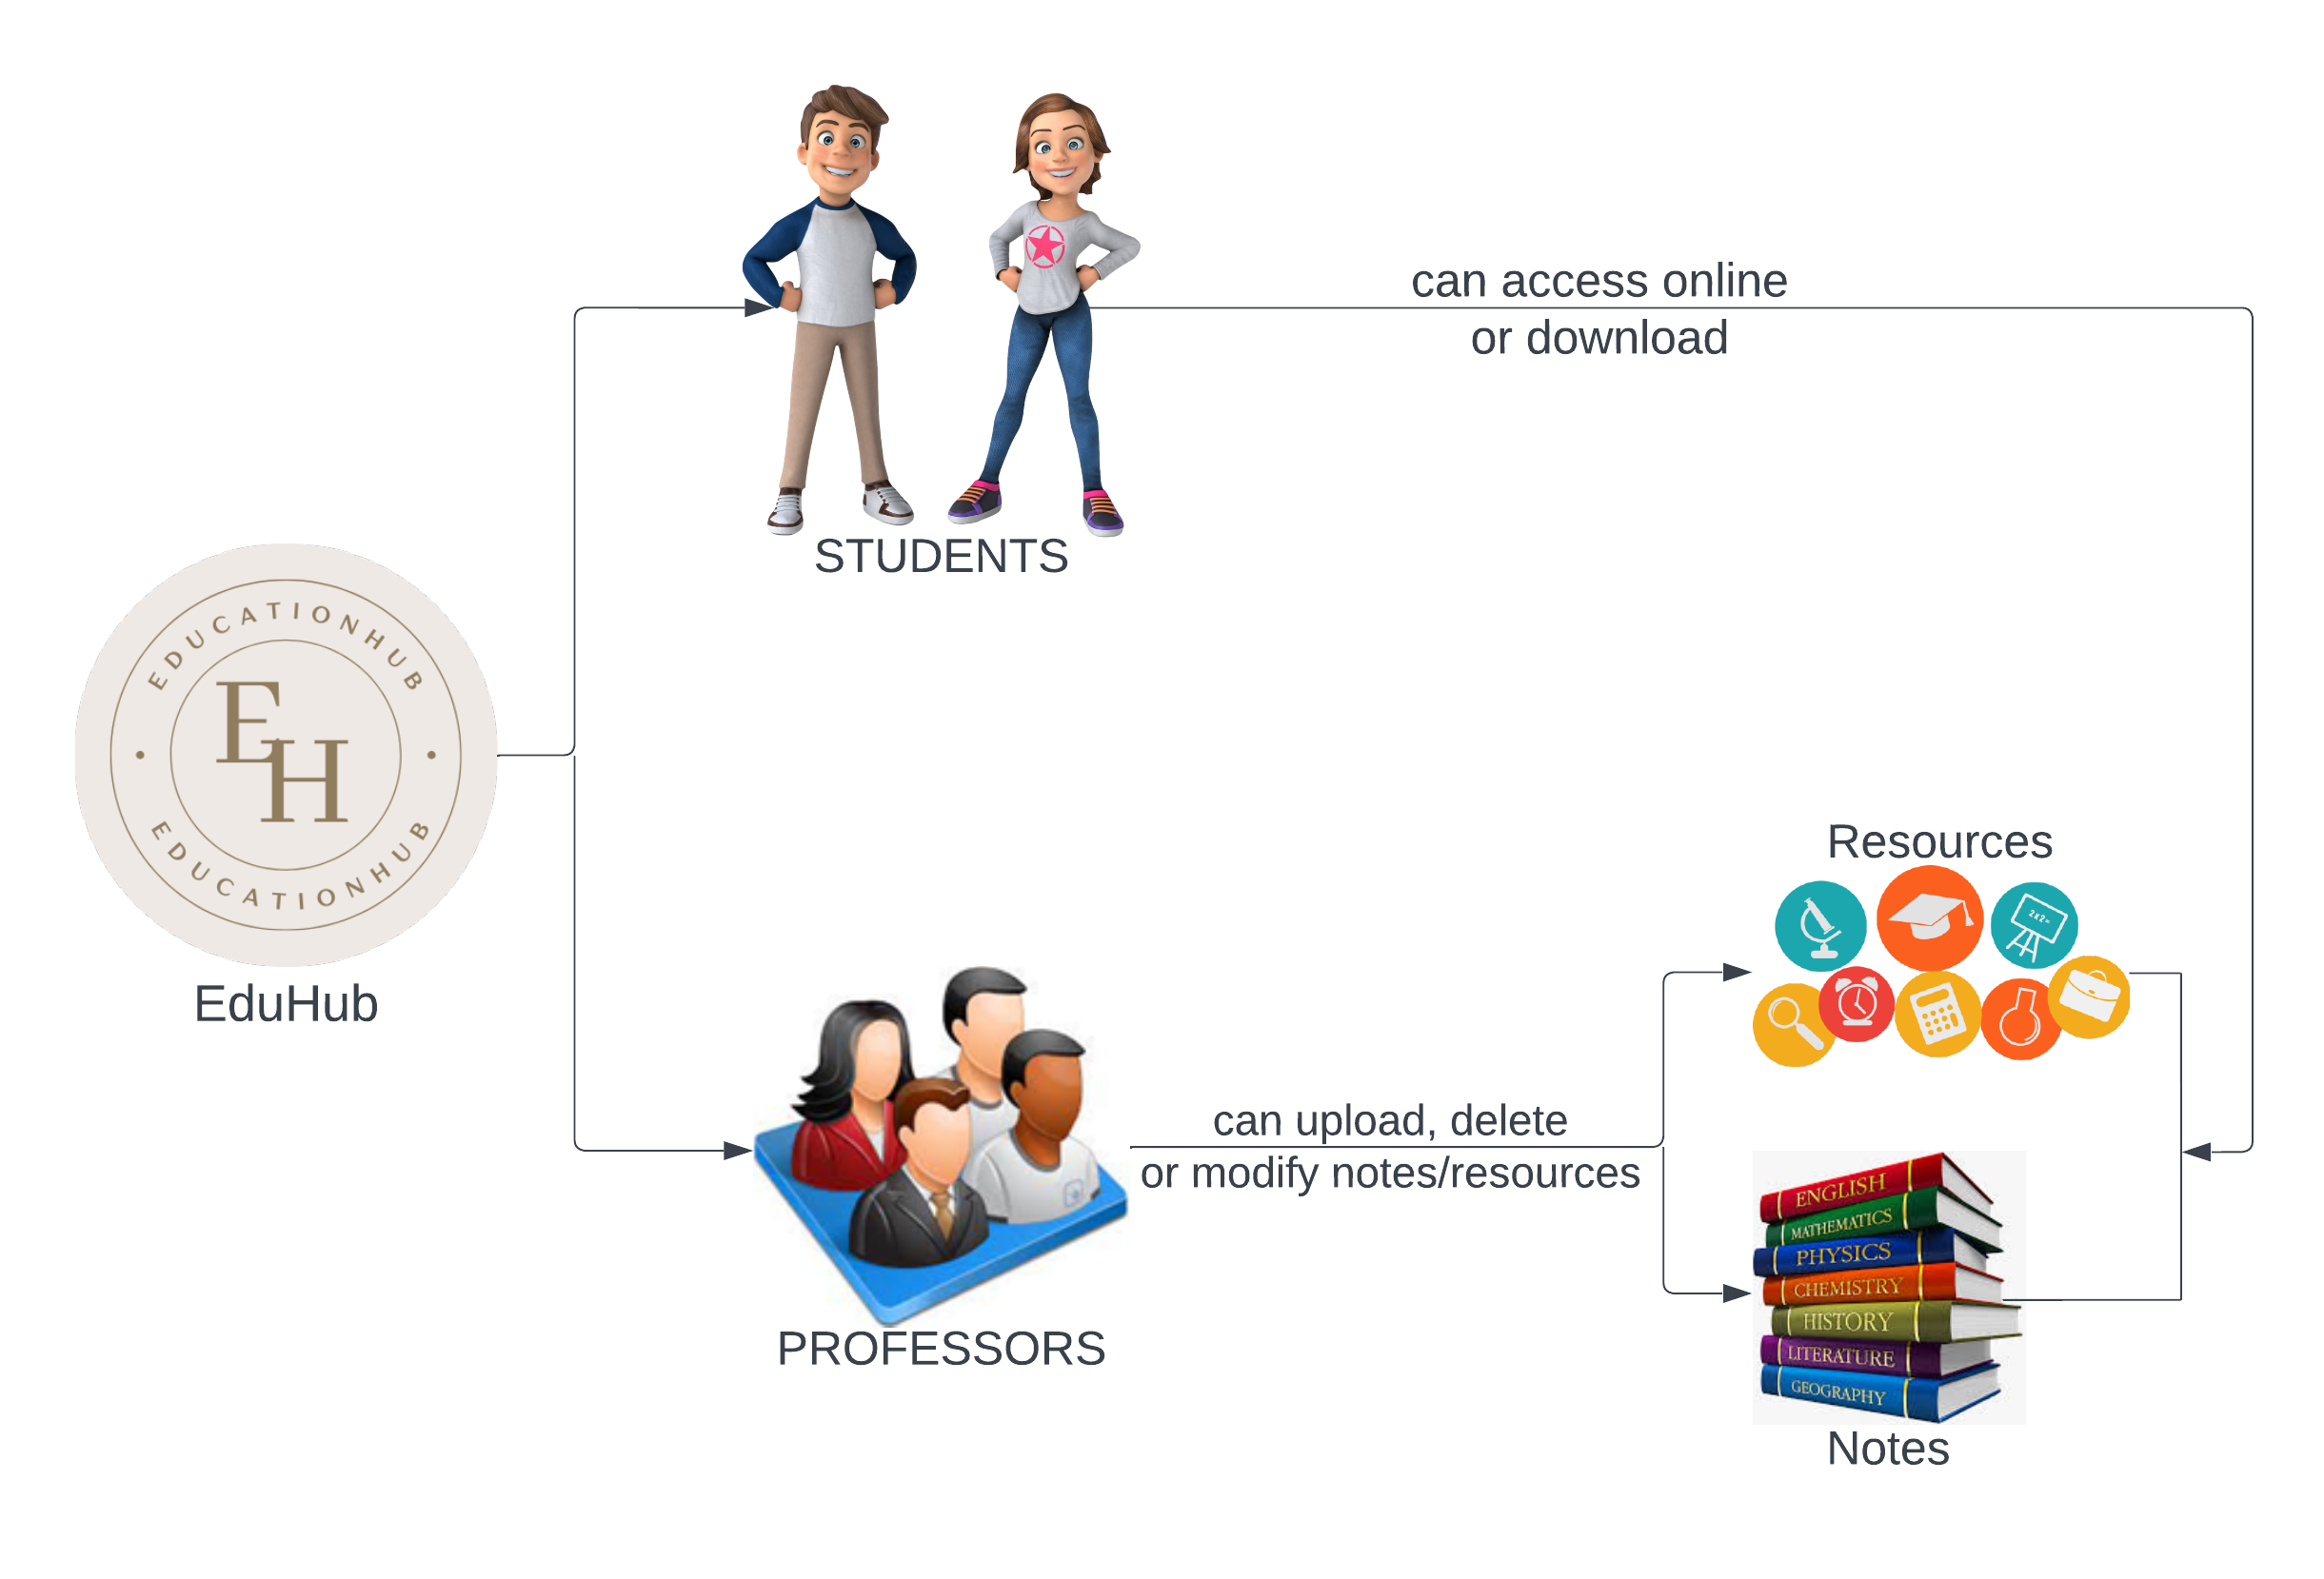 can access online
or download
STUDENTS
EDUCATIONHUB
EH
EDUCATIONHUB
EduHub
Resources
2x2=
can upload, delete
or modify notes/resources
ENGLISH
MATHEMATICS
PHYSICS
CHEMISTRY
HISTORY
LITERATURE
GEOGRAPHY
PROFESSORS
Notes